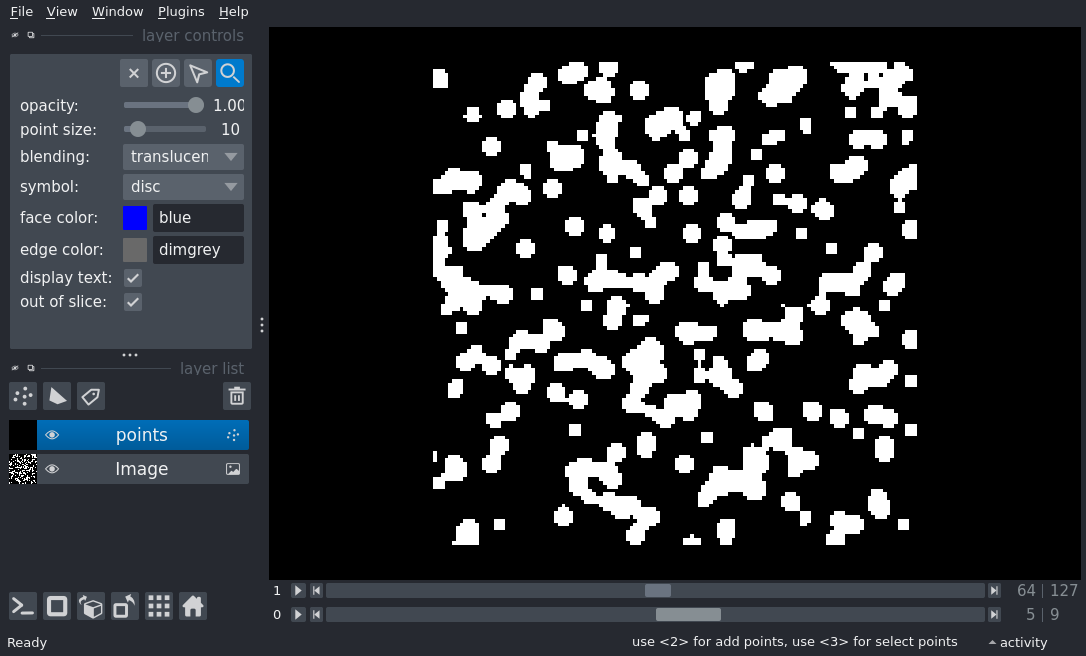 File View Window Plugins Help
layer controls
opacity: 1.00
point size: 10
blending: translucen
symbol: disc
face color: blue
edge color: dimgrey
display text:
out of slice:
layer list
points
Image
1 64 | 127
0 5 | 9
Ready use <2> for add points, use <3> for select points activity